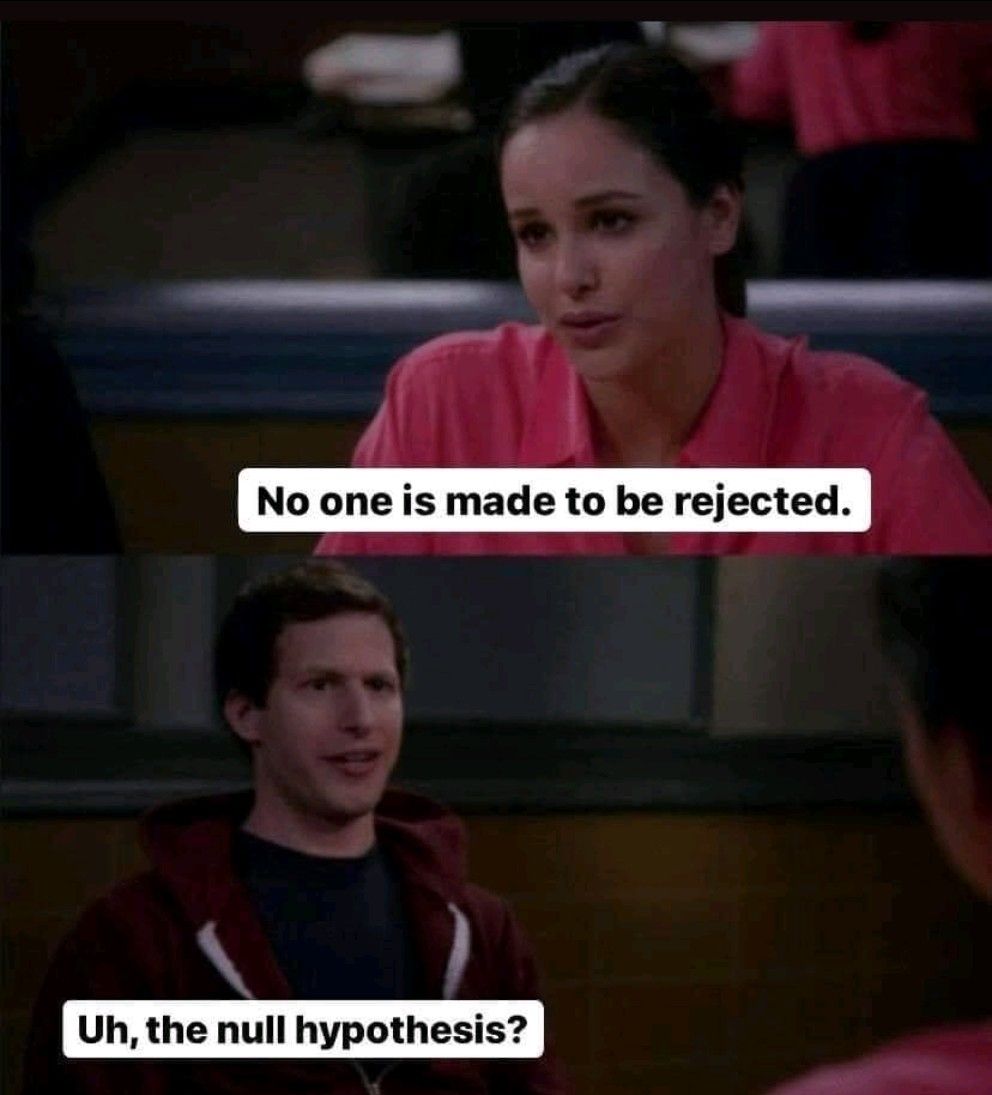 No one is made to be rejected.
Uh, the null hypothesis?